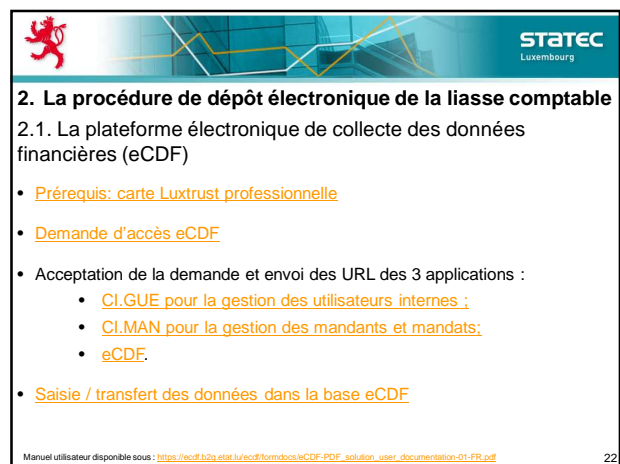 STATEC
Luxembourg
2. La procédure de dépôt électronique de la liasse comptable
2.1. La plateforme électronique de collecte des données
financières (eCDF)
• Prérequis: carte Luxtrust professionnelle
• Demande d'accès eCDF
• Acceptation de la demande et envoi des URL des 3 applications :
• CI.GUE pour la gestion des utilisateurs internes ;
• CI.MAN pour la gestion des mandants et mandats;
• eCDF.
• Saisie / transfert des données dans la base eCDF
Manuel utilisateur disponible sous : https://ecdf.b2g.etat.lu/ecdf/formdocs/eCDF-PDF_solution_user_documentation-01-FR.pdf
22